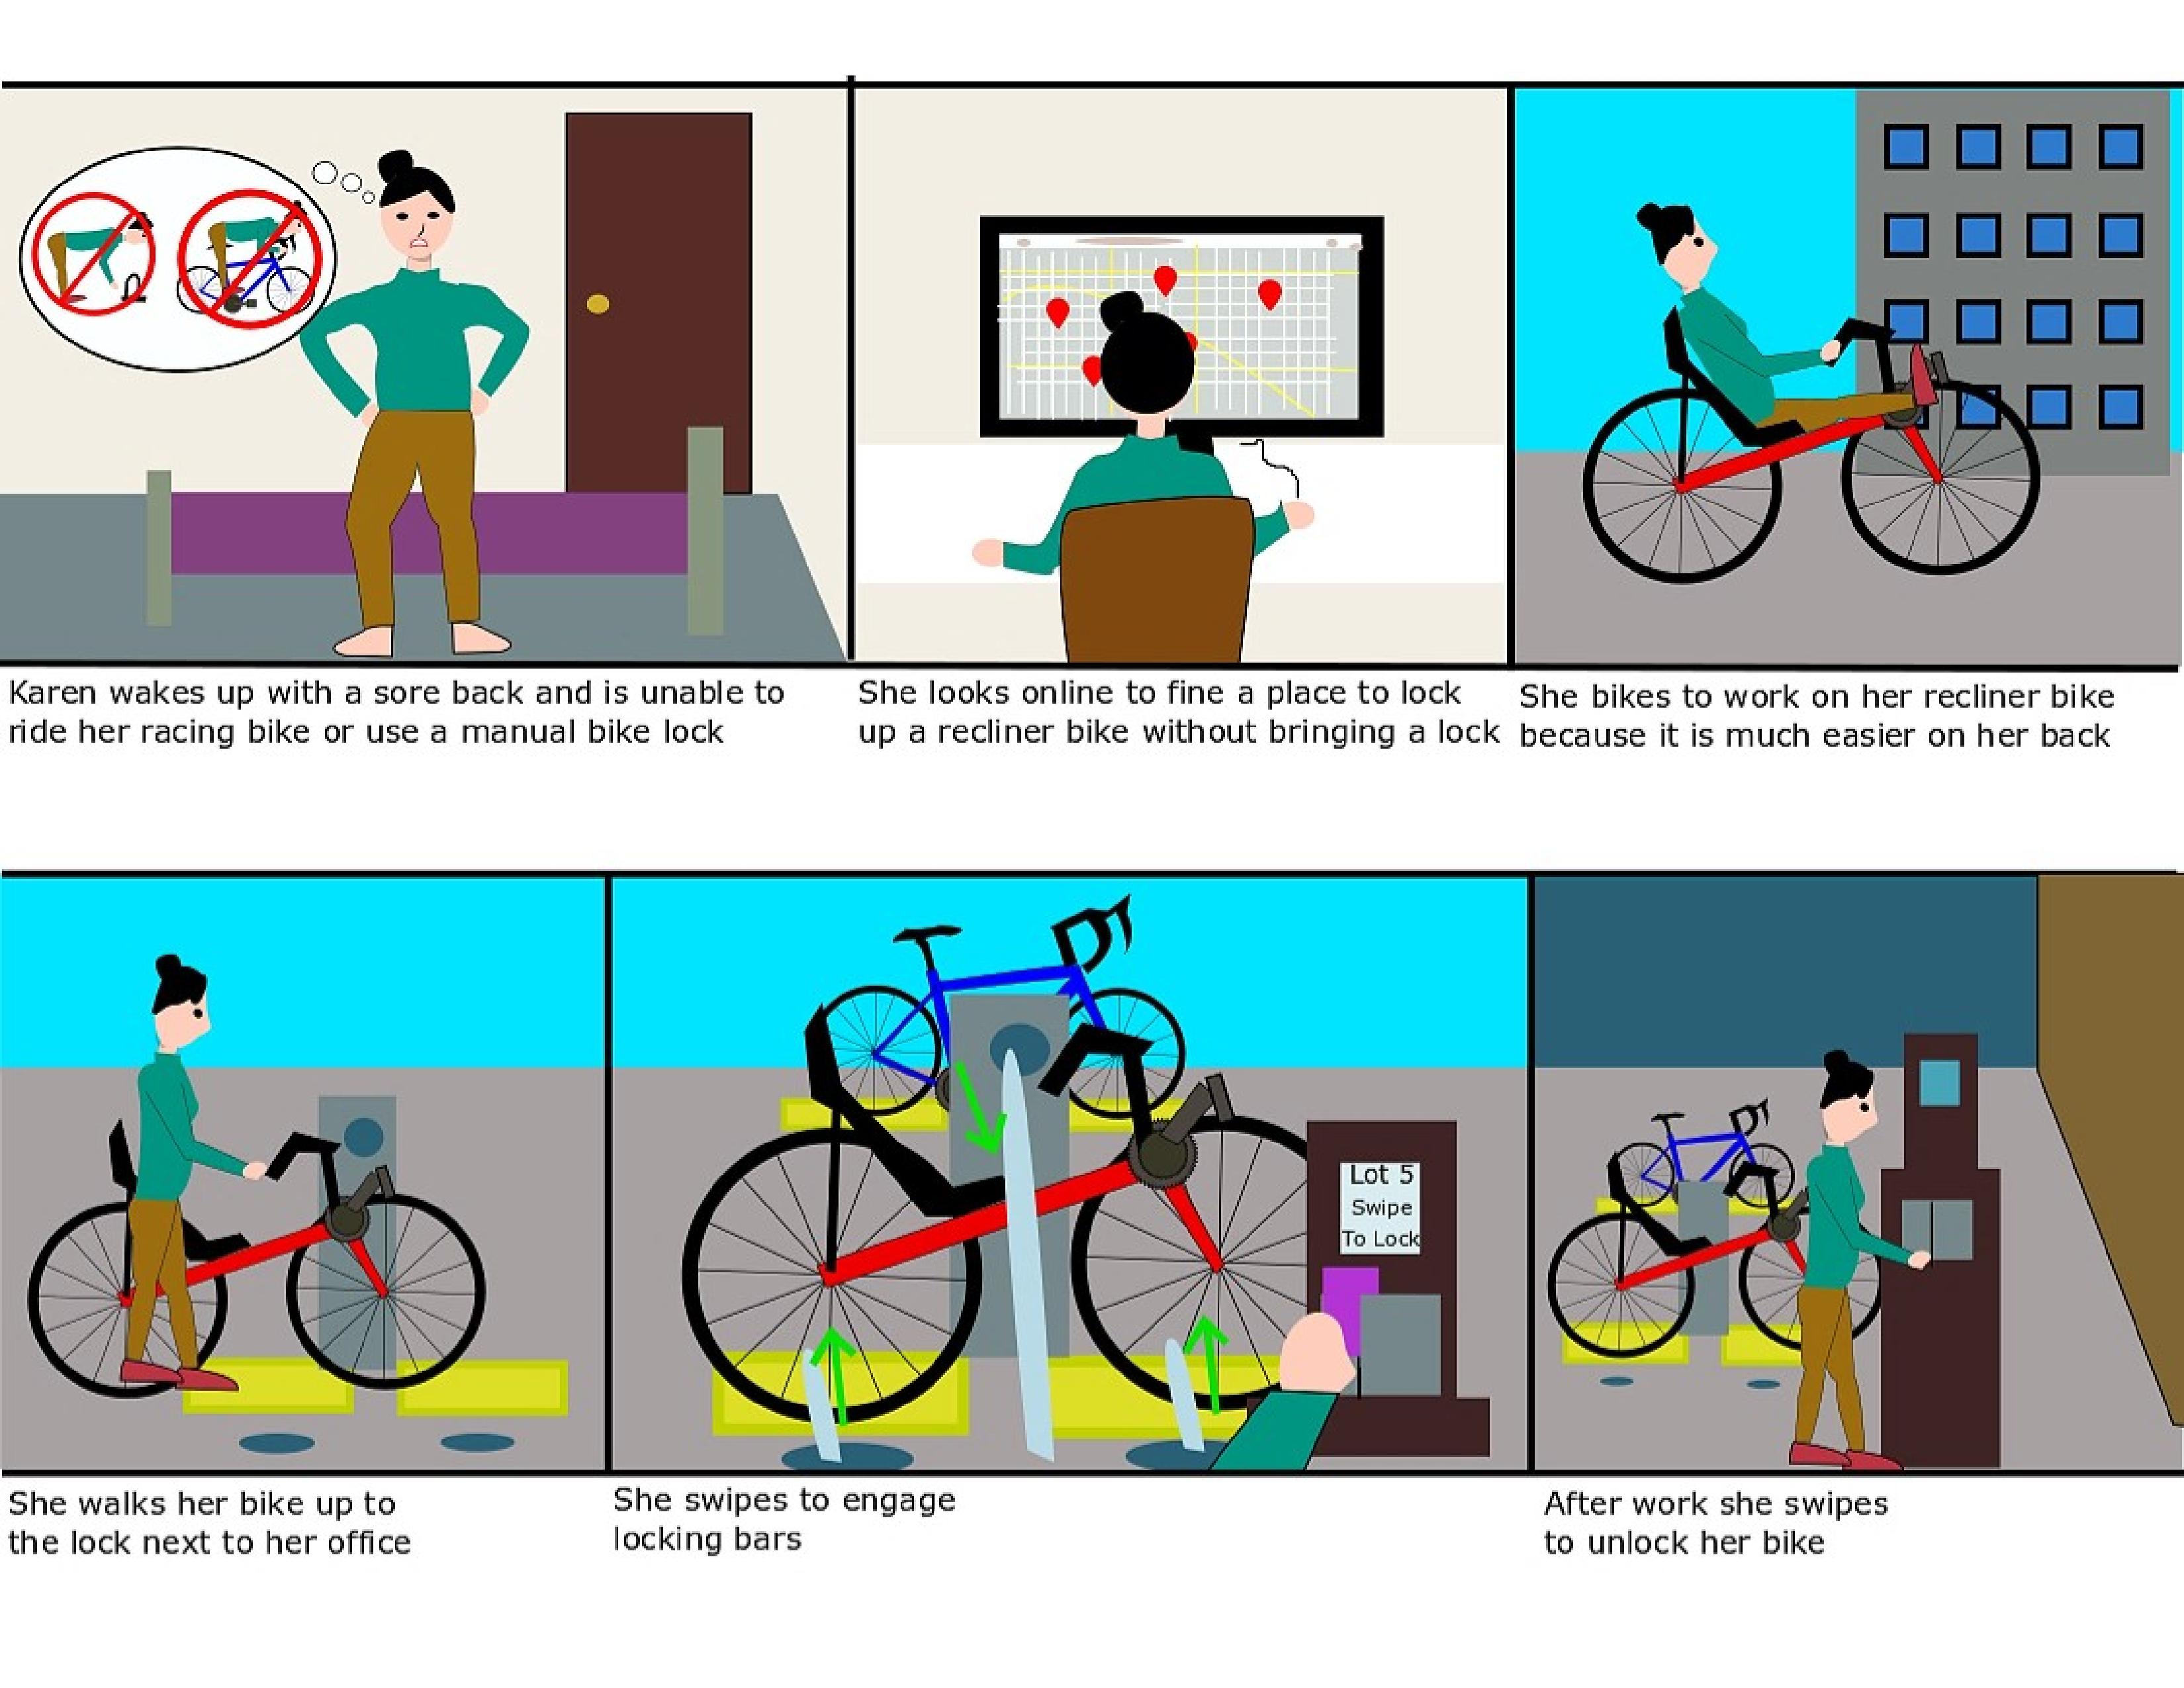 Karen wakes up with a sore back and is unable to
ride her racing bike or use a manual bike lock
She looks online to fine a place to lock
up a recliner bike without bringing a lock
She bikes to work on her recliner bike
because it is much easier on her back
Lot 5
Swipe
To Lock
She walks her bike up to
the lock next to her office
She swipes to engage
locking bars
After work she swipes
to unlock her bike